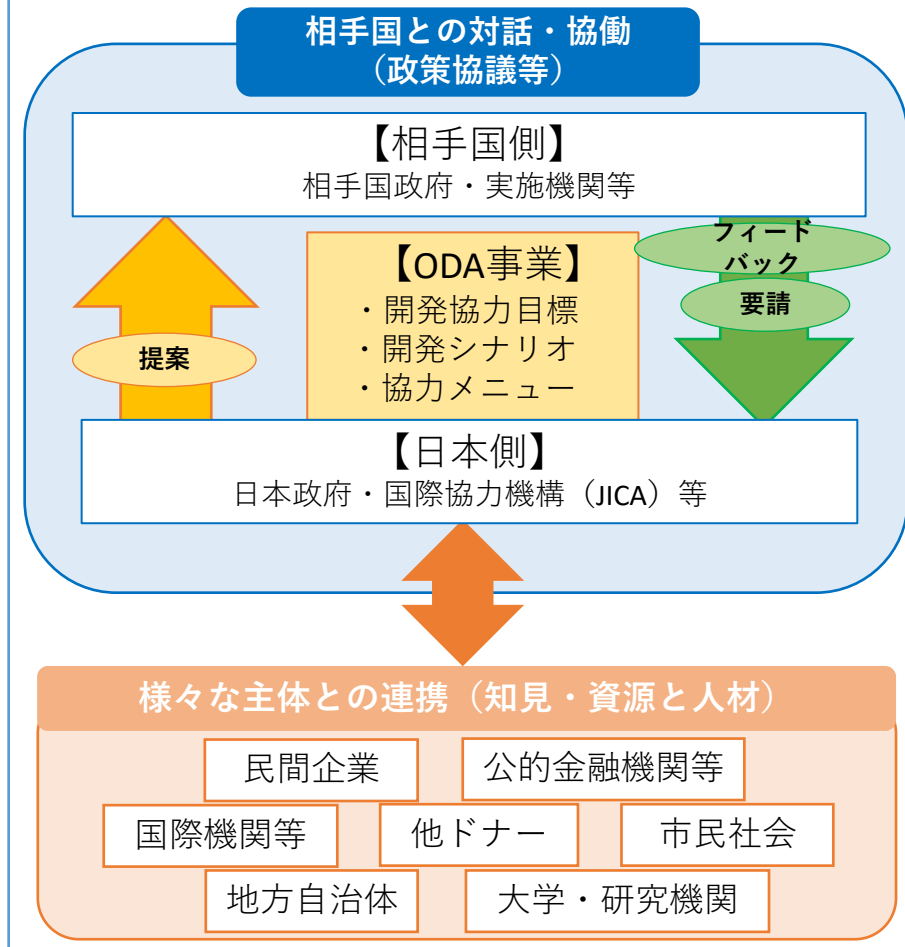 相手国との対話・協働
（政策協議等）
【相手国側】
相手国政府・実施機関等
フィード
バック
要請
【ODA事業】
・開発協力目標
・開発シナリオ
・協力メニュー
提案
【日本側】
日本政府・国際協力機構（JICA）等
様々な主体との連携（知見・資源と人材）
民間企業
公的金融機関等
国際機関等
他ドナー
市民社会
地方自治体
大学・研究機関